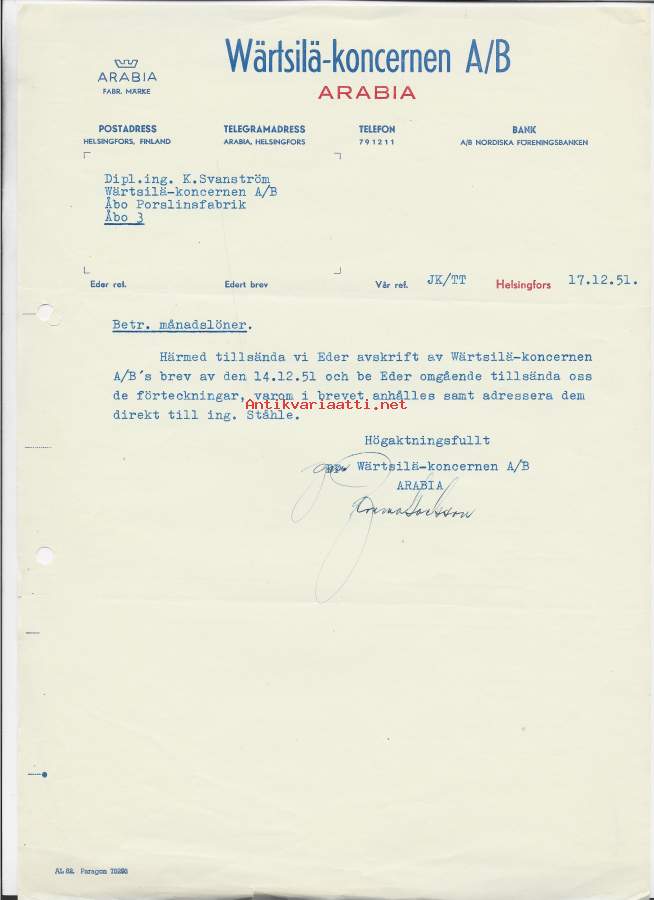 Wärtsilä-koncernen A/B
ARABIA
ARABIA
FABR. MÄRKE
POSTADRESS TELEGRAMADRESS TELEFON BANK
HELSINGFORS, FINLAND ARABIA, HELSINGFORS 791211 A/B NORDISKA FÖRENINGSBANKEN
Dipl.ing. K.Svanström
Wärtsilä-koncernen A/B
Åbo Porslinsfabrik
Åbo 3
Eder ref. Edert brev Vår ref. JK/TT Helsingfors 17.12.51.
Betr. månadslöner.
Härmed tillsända vi Eder avskrift av Wärtsilä-koncernen
A/B's brev av den 14.12.51 och be Eder omgående tillsända oss
de förteckningar, varom i brevet anhålles samt adressera dem
Antikvariaatti.net
direkt till ing. Ståhle.
Högaktningsfullt
Wärtsilä-koncernen A/B
ARABIA
AL 82. Paragon